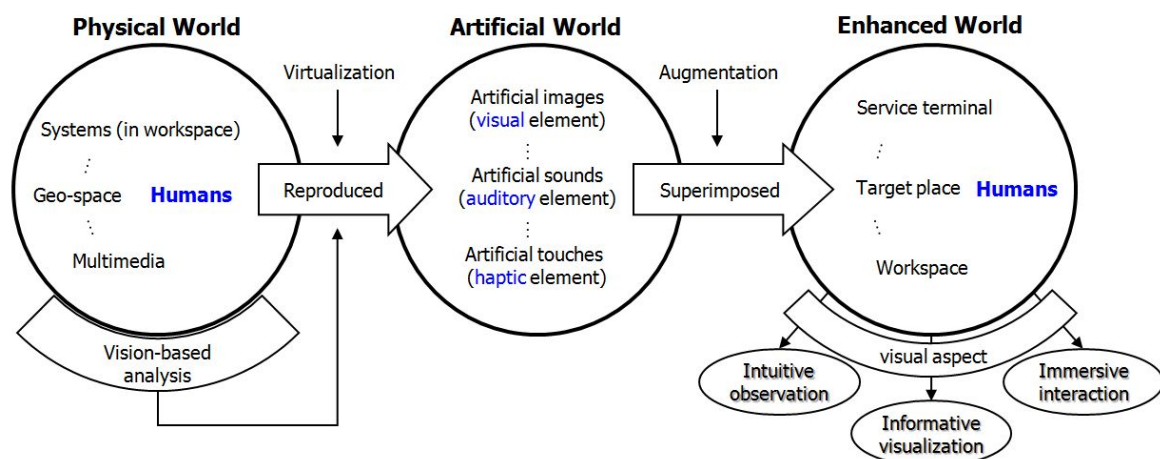 Physical World
Artificial World
Enhanced World
Virtualization
Augmentation
Systems (in workspace)
Geo-space
Humans
Multimedia
Reproduced
Artificial images
(visual element)
Artificial sounds
(auditory element)
Artificial touches
(haptic element)
Superimposed
Service terminal
Target place
Humans
Workspace
Vision-based
analysis
visual aspect
Intuitive
observation
Informative
visualization
Immersive
interaction